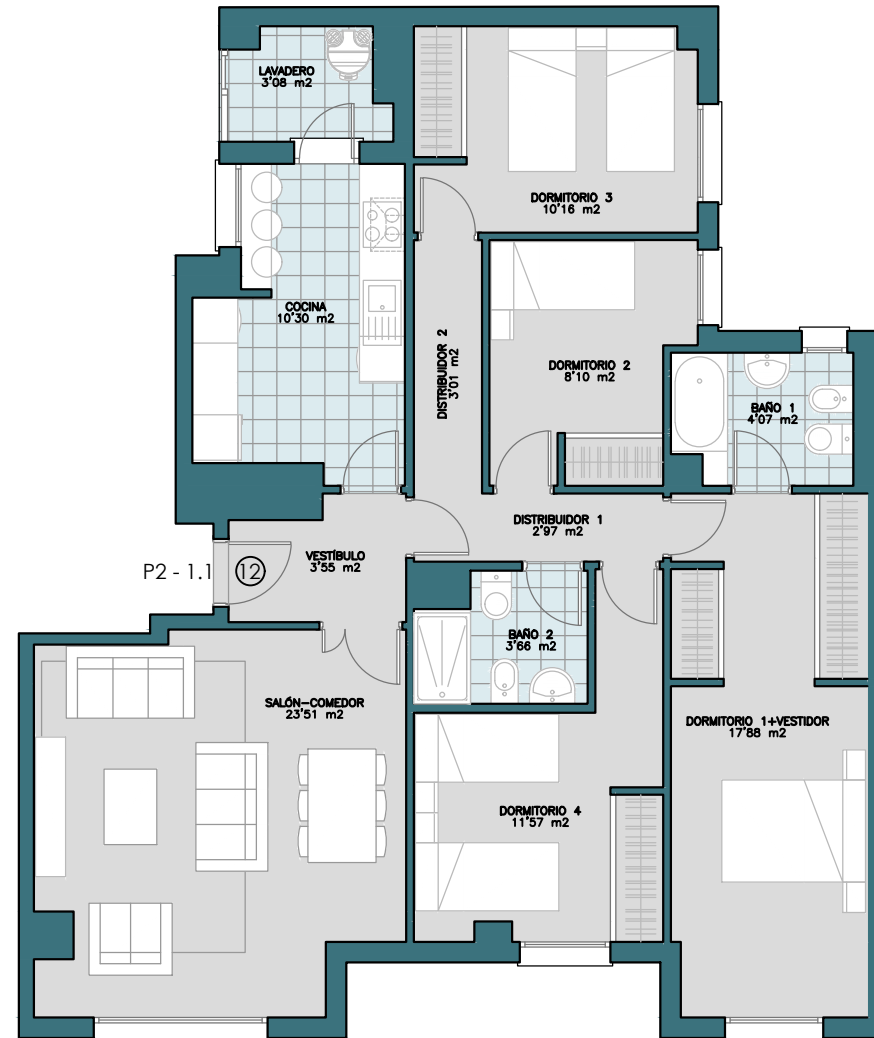 LAVADERO
3'08 m2
DORMITORIO 3
10'16 m2
COCINA
10'30 m2
DISTRIBUIDOR 2
3'01 m2
DORMITORIO 2
8'10 m2
BAÑO 1
4'07 m2
DISTRIBUIDOR 1
2'97 m2
VESTÍBULO
3'55 m2
P2 - 1.1 12
BAÑO 2
3'66 m2
SALÓN-COMEDOR
23'51 m2
DORMITORIO 1+VESTIDOR
17'88 m2
DORMITORIO 4
11'57 m2